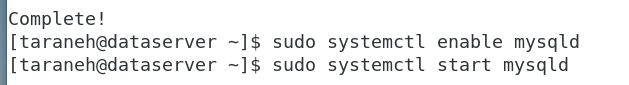 Complete!
[taraneh@dataserver ~]$ sudo systemctl enable mysqld
[taraneh@dataserver ~]$ sudo systemctl start mysqld